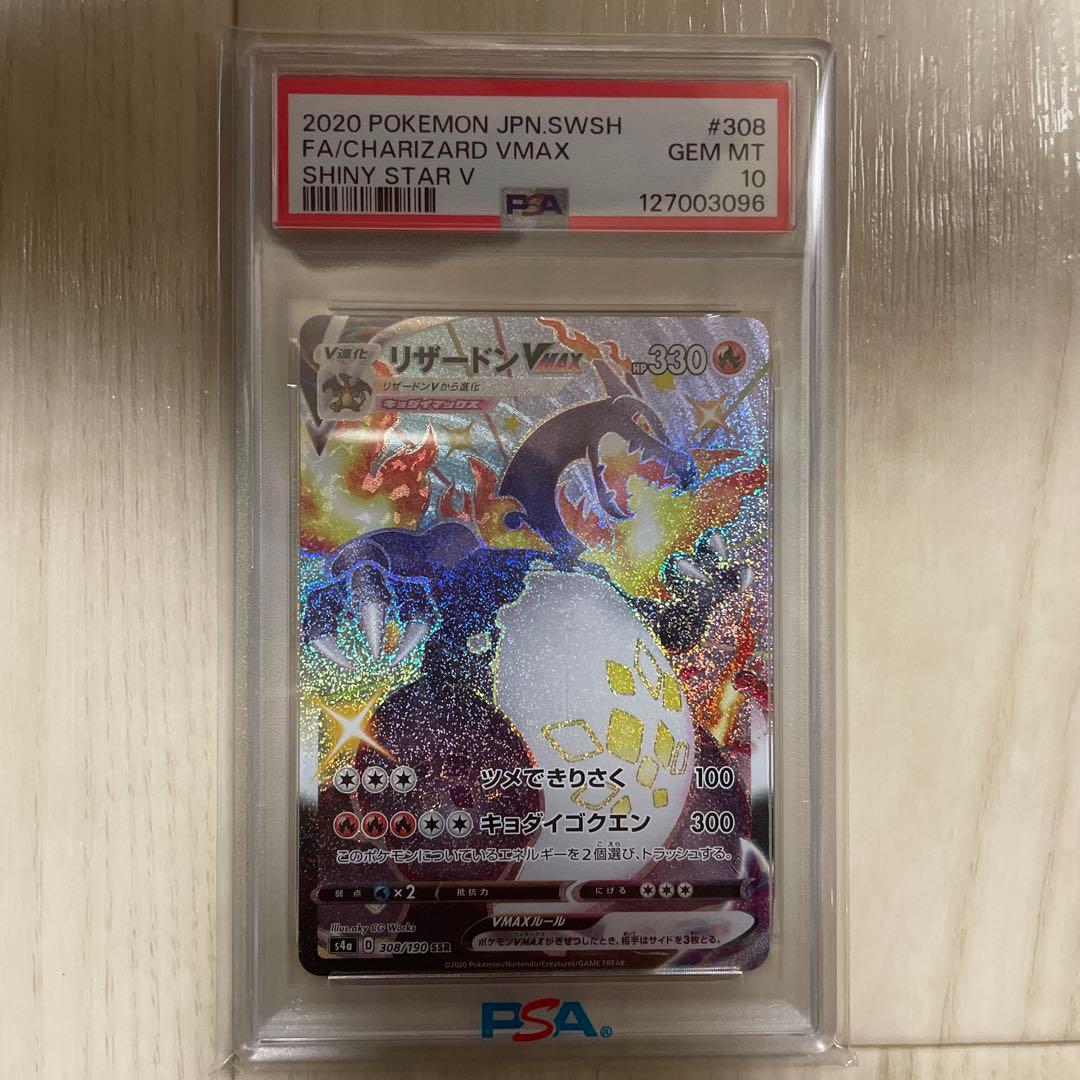 2020 POKEMON JPN.SWSH #308
FA/CHARIZARD VMAX GEM MT
SHINY STAR V 10
PSA 127003096
V進化 リザードンVMAX HP330
リザードンVから進化
キョダイマックス
ツメできりさく 100
キョダイゴクエン 300
このポケモンについているエネルギーを2個選び、トラッシュする。
弱点 ×2 抵抗力 にげる
Illus.aky CG Works
VMAXルール
ポケモンVMAXがきぜつしたとき、相手はサイドを3枚とる。
s4a D 308/190 SSR
©2020 Pokémon/Nintendo/Creatures/GAME FREAK.
PSA®